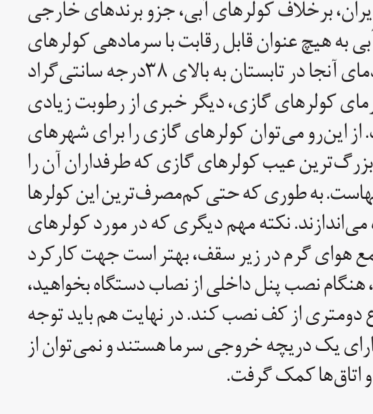 یران، برخلاف کولرهای آبی، جزو برندهای خارجی
بی به هیچ عنوان قابل رقابت با سرمادهی کولرهای
دمای آنجا در تابستان به بالای ۳۸درجه سانتی‌گراد
رمای کولرهای گازی، دیگر خبری از رطوبت زیادی
ت. از این‌رو می‌توان کولرهای گازی را برای شهرهای
بزرگ‌ترین عیب کولرهای گازی که طرفداران آن را
هاست. به طوری که حتی کم‌مصرف‌ترین این کولرها
می‌اندازند. نکته مهم دیگری که در مورد کولرهای
مع هوای گرم در زیر سقف، بهتر است جهت کارکرد
، هنگام نصب پنل داخلی از نصاب دستگاه بخواهید،
ع دومتری از کف نصب کند. در نهایت هم باید توجه
ارای یک دریچه خروجی سرما هستند و نمی‌توان از
و اتاق‌ها کمک گرفت.